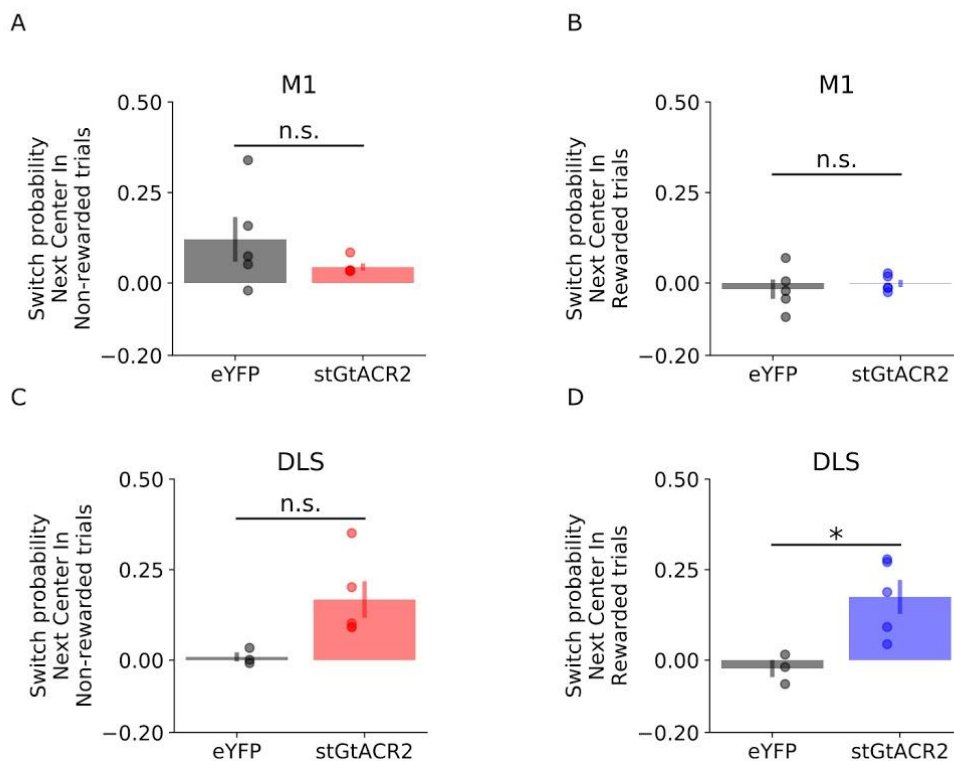 A
M1
Switch probability
Next Center In
Non-rewarded trials
0.50
0.25
0.00
−0.20
n.s.
eYFP
stGtACR2
B
M1
Switch probability
Next Center In
Rewarded trials
0.50
0.25
0.00
−0.20
n.s.
eYFP
stGtACR2
C
DLS
Switch probability
Next Center In
Non-rewarded trials
0.50
0.25
0.00
−0.20
n.s.
eYFP
stGtACR2
D
DLS
Switch probability
Next Center In
Rewarded trials
0.50
0.25
0.00
−0.20
*
eYFP
stGtACR2